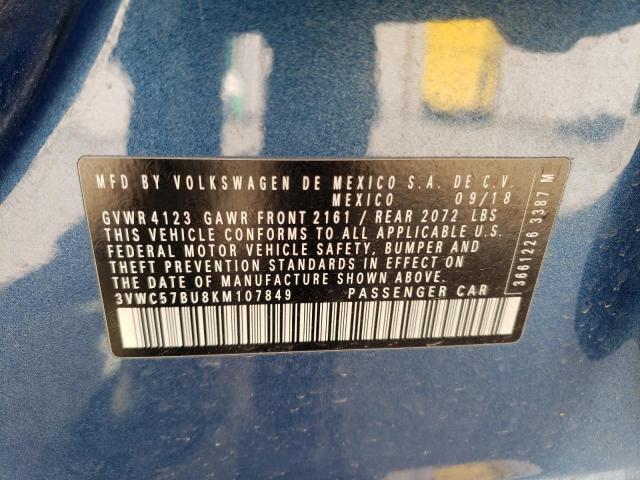 MFD BY VOLKSWAGEN DE MEXICO S.A. DE C.V.
MEXICO 09/18
GVWR 4123 GAWR FRONT 2161 / REAR 2072 LBS
THIS VEHICLE CONFORMS TO ALL APPLICABLE U.S.
FEDERAL MOTOR VEHICLE SAFETY, BUMPER AND
THEFT PREVENTION STANDARDS IN EFFECT ON
THE DATE OF MANUFACTURE SHOWN ABOVE.
3VWC57BU8KM107849 PASSENGER CAR
3661226 3387 M